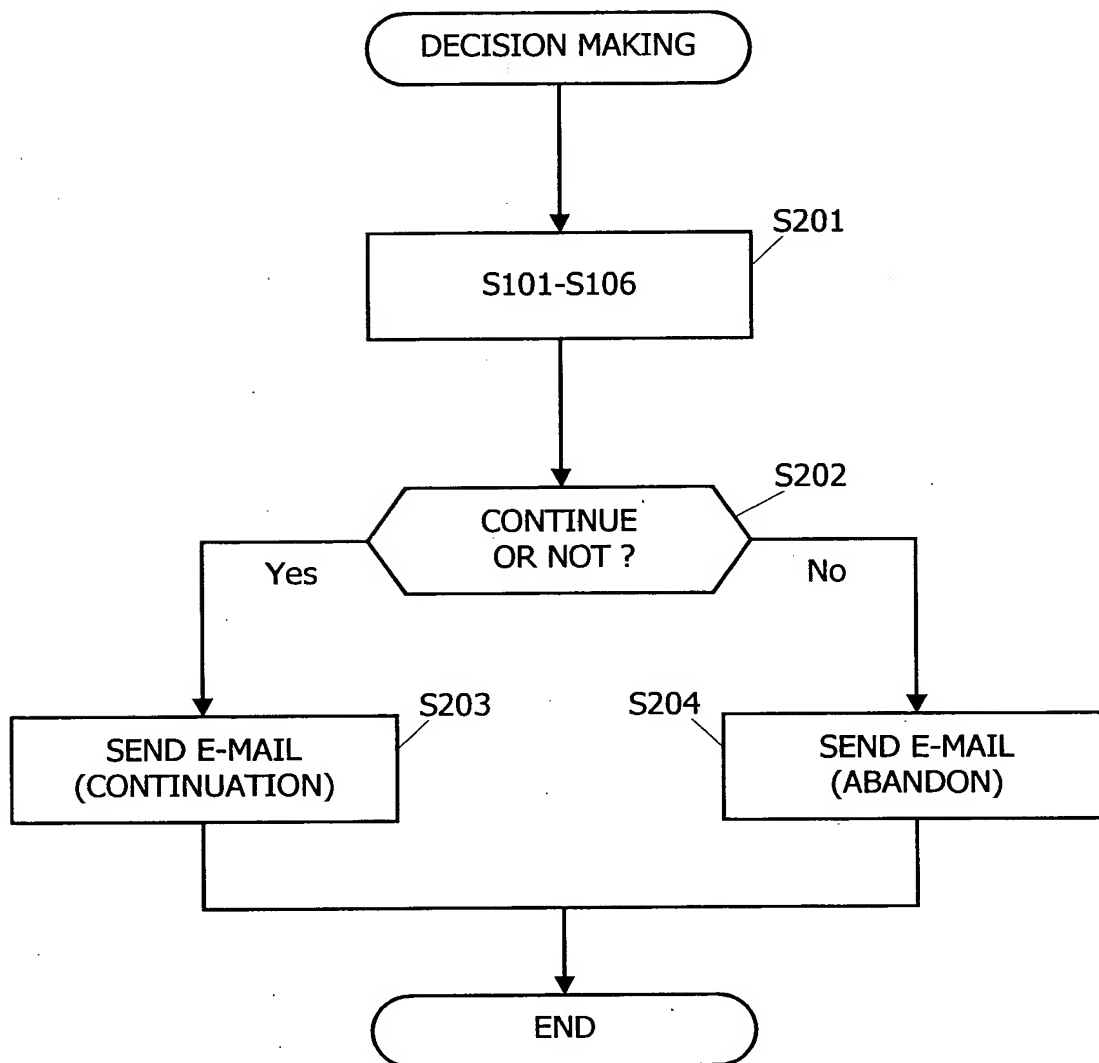 DECISION MAKING
S201
S101-S106
S202
CONTINUE
OR NOT ?
Yes
No
S203
S204
SEND E-MAIL
(CONTINUATION)
SEND E-MAIL
(ABANDON)
END